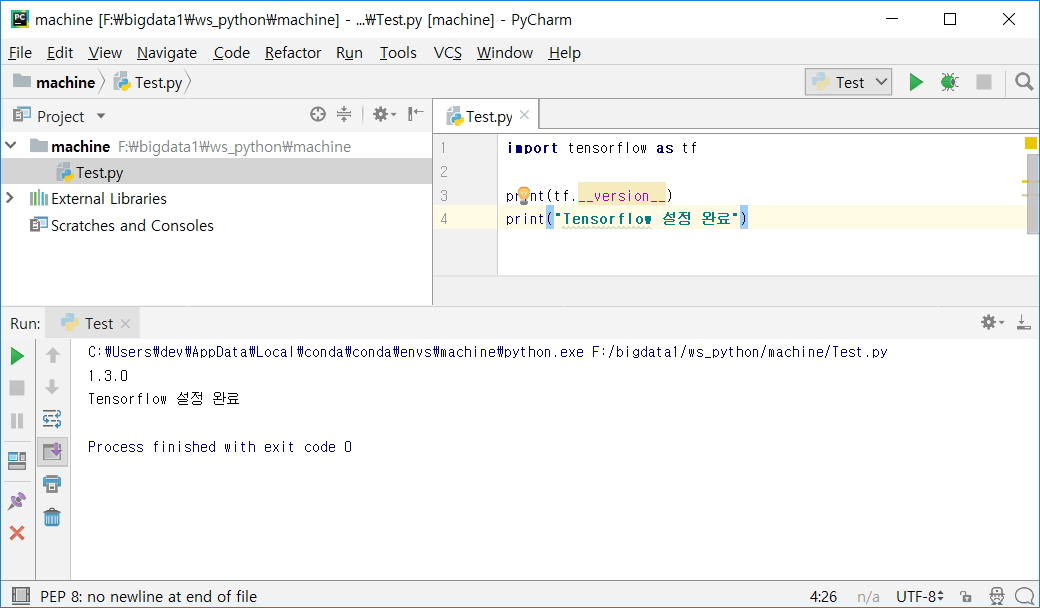 machine [F:₩bigdata1₩ws_python₩machine] - ...₩Test.py [machine] - PyCharm
File Edit View Navigate Code Refactor Run Tools VCS Window Help
machine Test.py Test
Project Test.py
machine F:₩bigdata1₩ws_python₩machine
Test.py
External Libraries
Scratches and Consoles
1 import tensorflow as tf
2
3 print(tf.__version__)
4 print("Tensorflow 설정 완료")
Run: Test
C:₩Users₩dev₩AppData₩Local₩conda₩conda₩envs₩machine₩python.exe F:/bigdata1/ws_python/machine/Test.py
1.3.0
Tensorflow 설정 완료
Process finished with exit code 0
PEP 8: no newline at end of file 4:26 n/a UTF-8